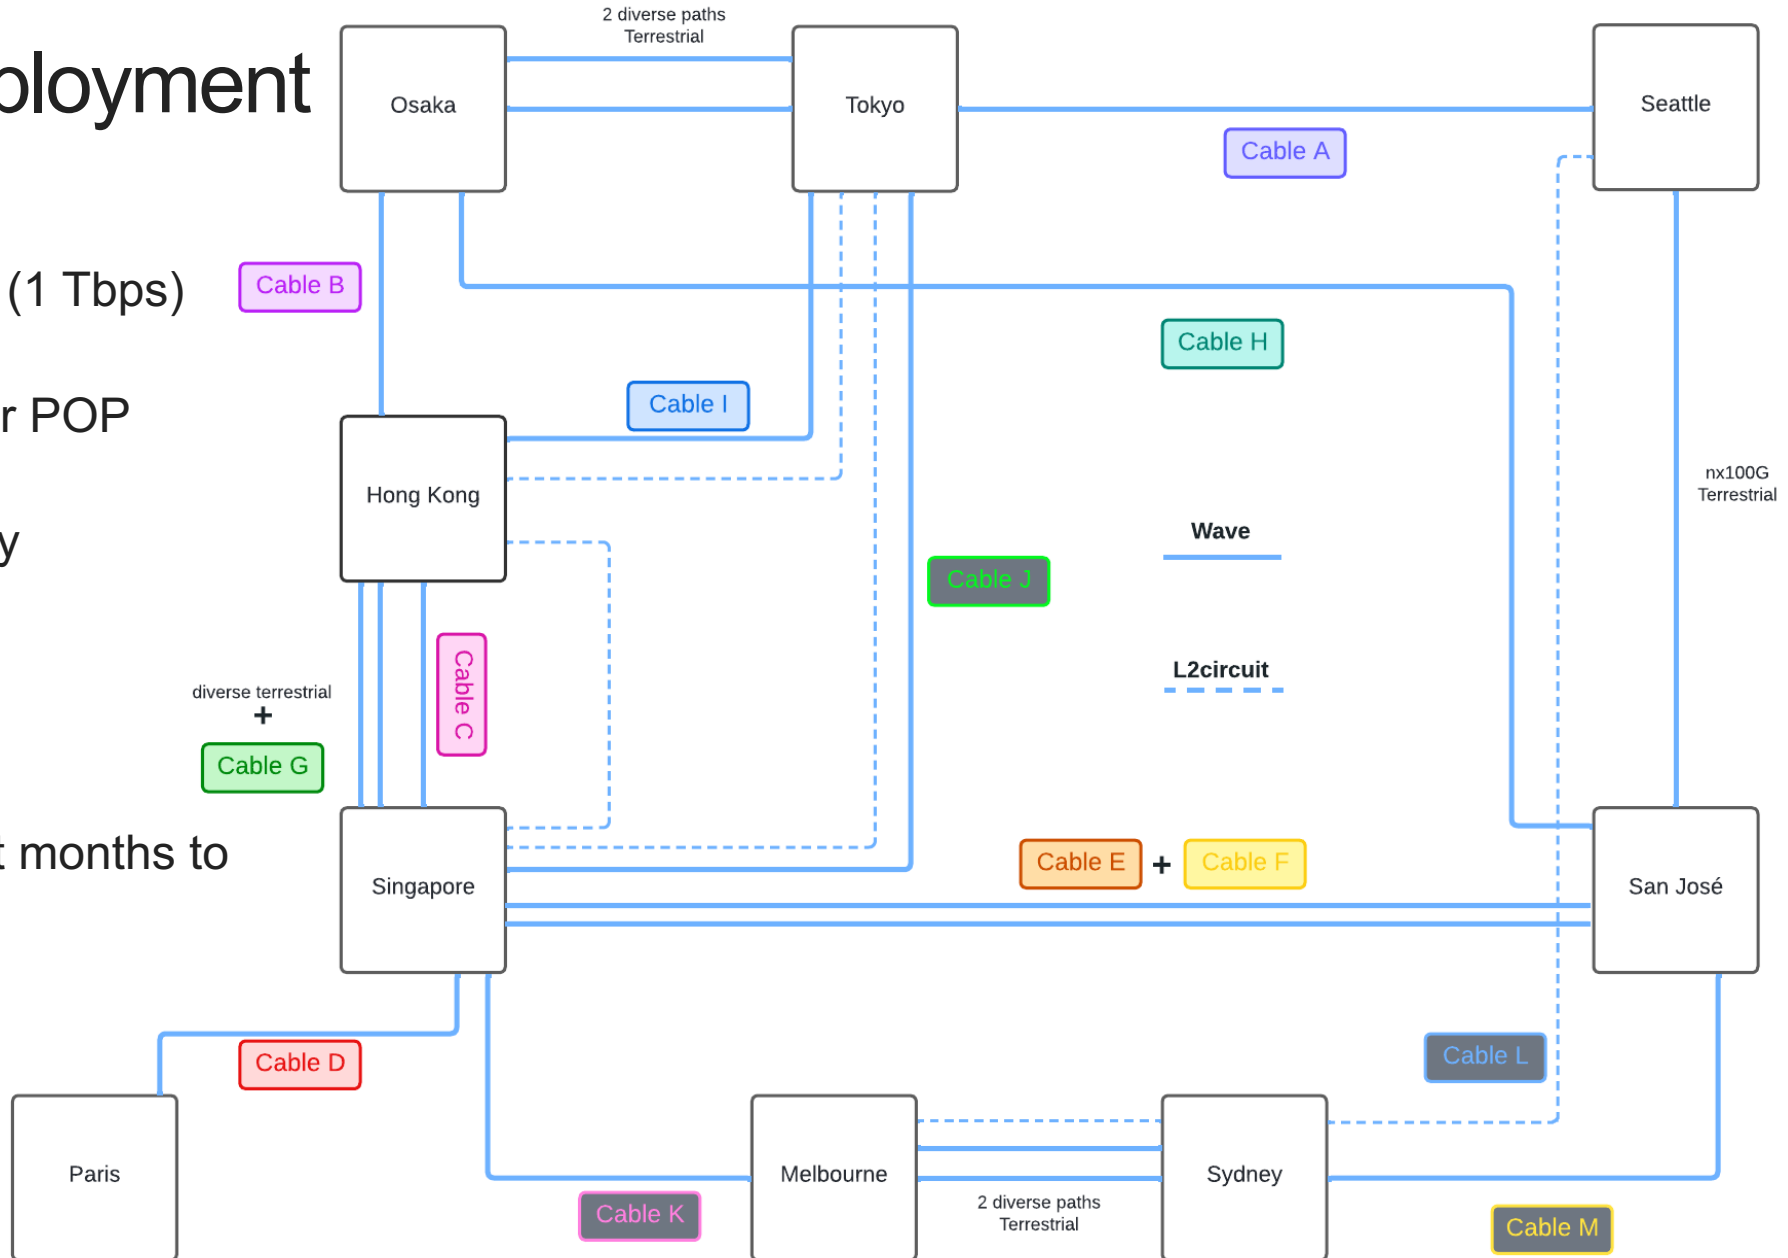 ployment
(1 Tbps)
r POP
y
t months to
2 diverse paths
Terrestrial
Osaka
Tokyo
Seattle
Cable A
Cable B
Cable H
Cable I
Hong Kong
nx100G
Terrestrial
Wave
Cable J
L2circuit
Cable C
diverse terrestrial
+
Cable G
Cable E + Cable F
Singapore
San José
Cable L
Cable D
Paris
Melbourne
Sydney
Cable K
2 diverse paths
Terrestrial
Cable M